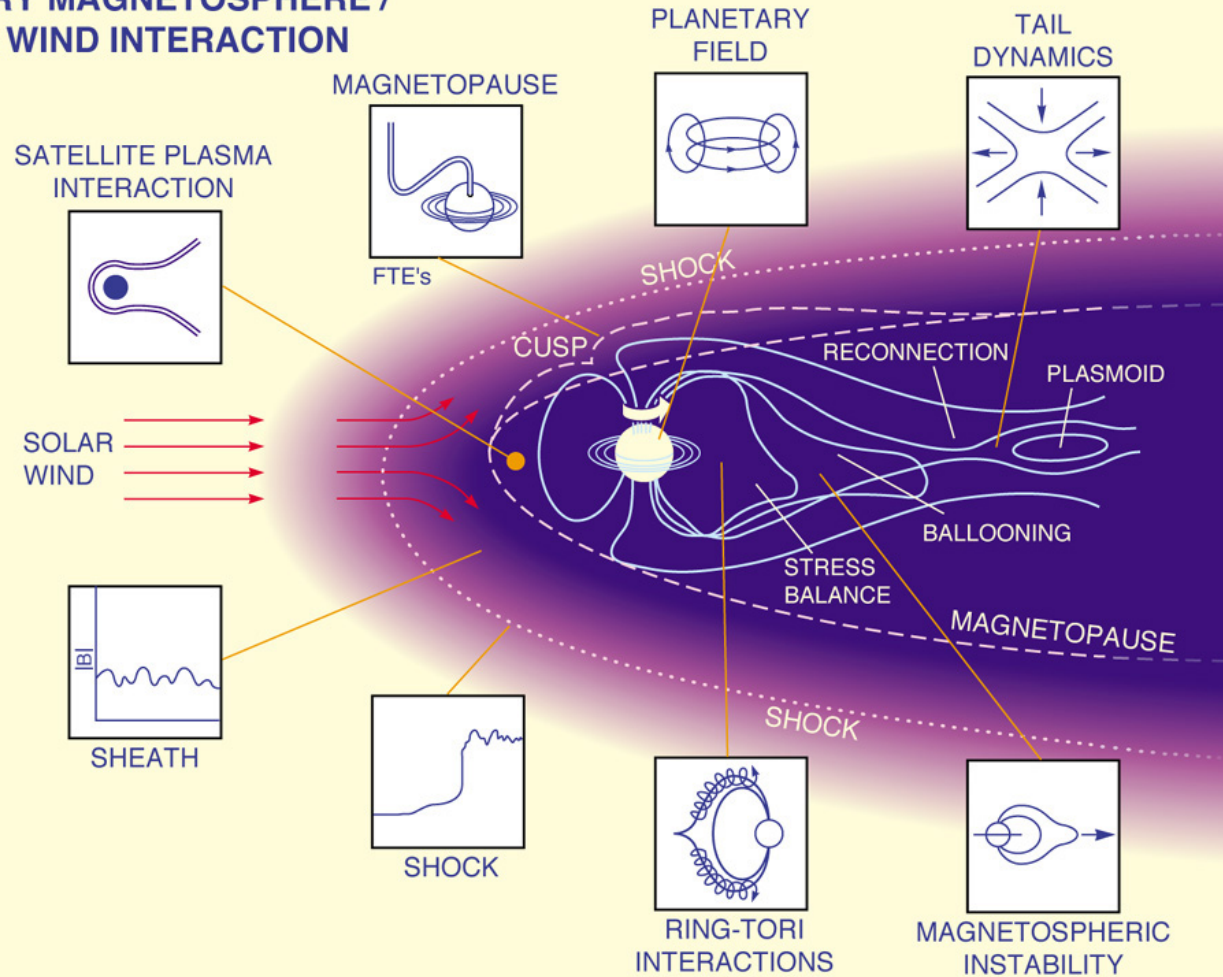 MAGNETOSPHERE /
WIND INTERACTION
PLANETARY
FIELD
TAIL
DYNAMICS
MAGNETOPAUSE
SATELLITE PLASMA
INTERACTION
FTE's
SHOCK
CUSP
RECONNECTION
PLASMOID
SOLAR
WIND
BALLOONING
STRESS
BALANCE
MAGNETOPAUSE
|B|
SHEATH
SHOCK
SHOCK
RING-TORI
INTERACTIONS
MAGNETOSPHERIC
INSTABILITY